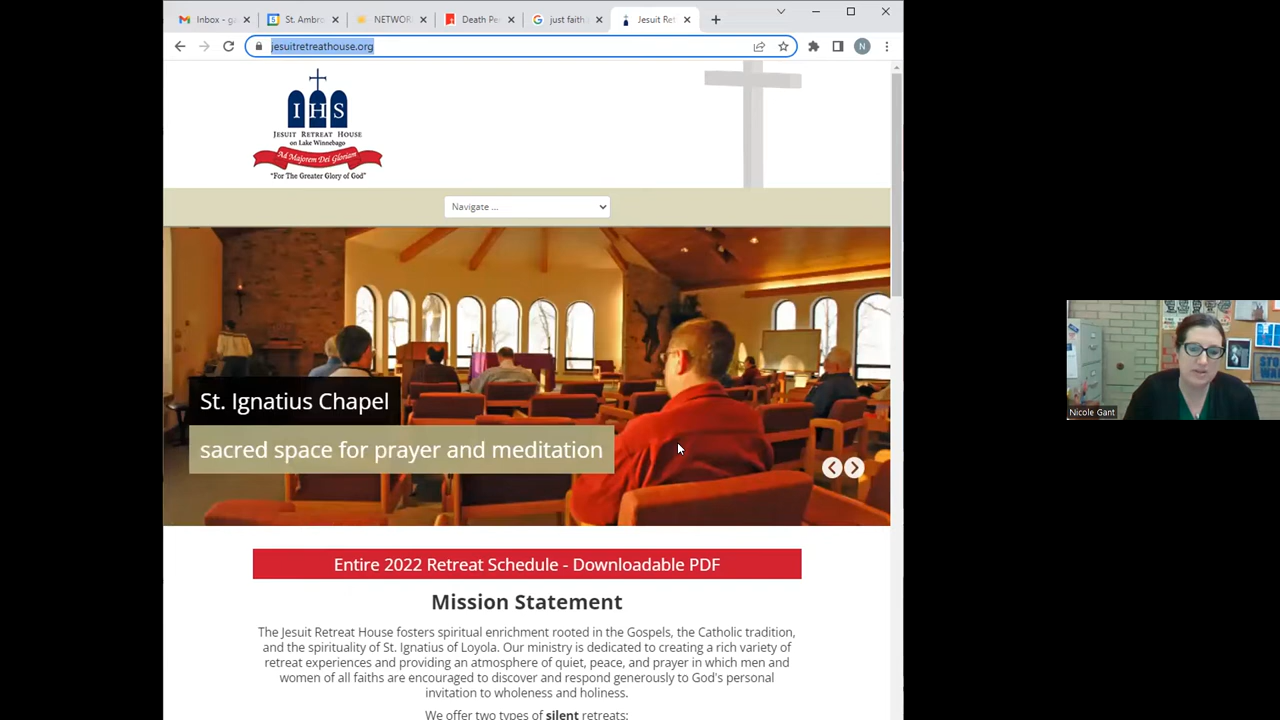 Inbox - g
St. Ambro
NETWOR
Death Pe
just faith
Jesuit Ret
jesuitretreathouse.org
N
IHS
JESUIT RETREAT HOUSE
on Lake Winnebago
Ad Majorem Dei Gloriam
"For The Greater Glory of God"
Navigate ...
St. Ignatius Chapel
sacred space for prayer and meditation
Entire 2022 Retreat Schedule - Downloadable PDF
Mission Statement
The Jesuit Retreat House fosters spiritual enrichment rooted in the Gospels, the Catholic tradition,
and the spirituality of St. Ignatius of Loyola. Our ministry is dedicated to creating a rich variety of
retreat experiences and providing an atmosphere of quiet, peace, and prayer in which men and
women of all faiths are encouraged to discover and respond generously to God's personal
invitation to wholeness and holiness.
We offer two types of silent retreats:
Nicole Gant